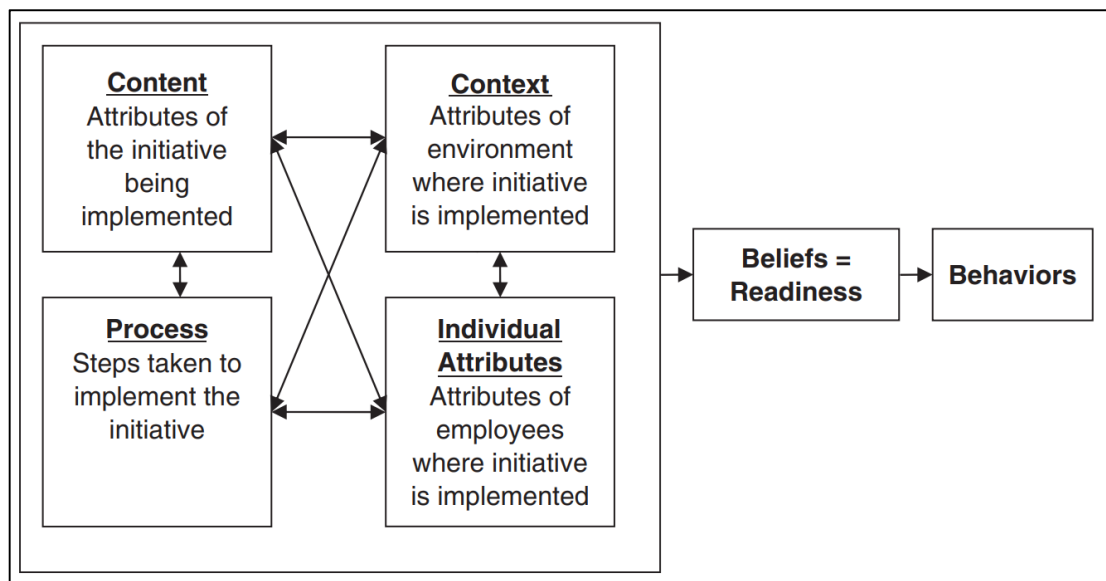 Content
Attributes of
the initiative
being
implemented
Context
Attributes of
environment
where initiative
is implemented
Process
Steps taken to
implement the
initiative
Individual
Attributes
Attributes of
employees
where initiative
is implemented
Beliefs =
Readiness
Behaviors